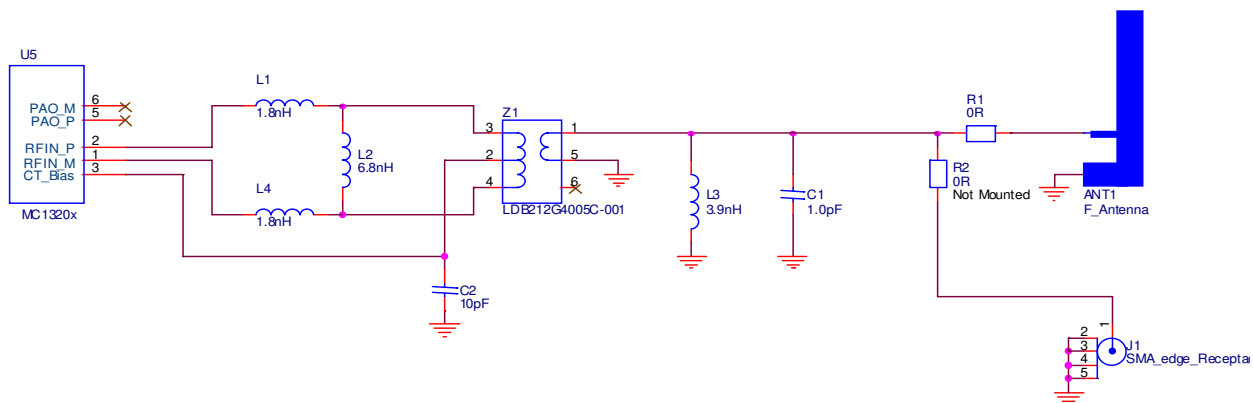 U5
PAO_M 6
PAO_P 5
RFIN_P 2
RFIN_M 1
CT_Bias 3
MC1320x
L1
1.8nH
L2
6.8nH
L4
1.8nH
C2
10pF
Z1
3
2
4
1
5
6
LDB212G4005C-001
L3
3.9nH
C1
1.0pF
R1
0R
R2
0R
Not Mounted
ANT1
F_Antenna
1
2
3
4
5
J1
SMA_edge_Receptac